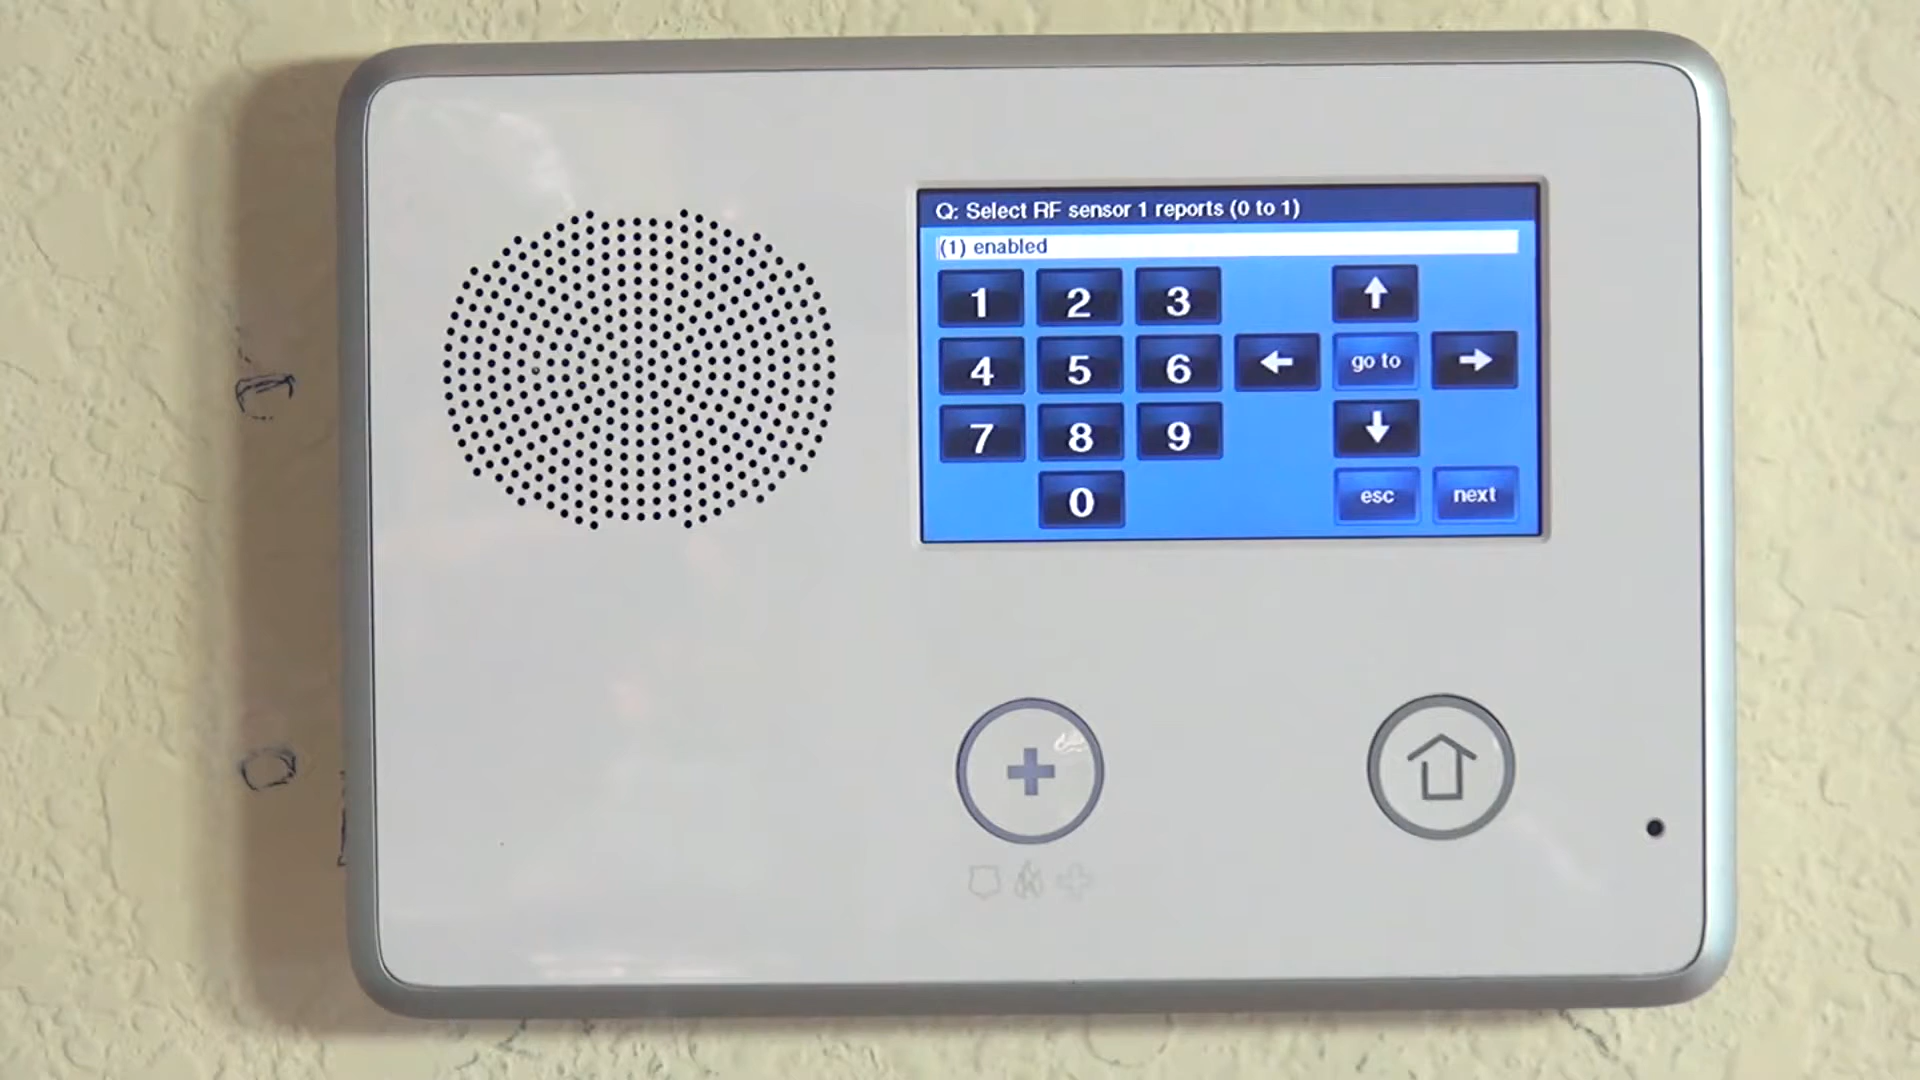 Q: Select RF sensor 1 reports (0 to 1)
(1) enabled
1 2 3
4 5 6 go to
7 8 9
0 esc next